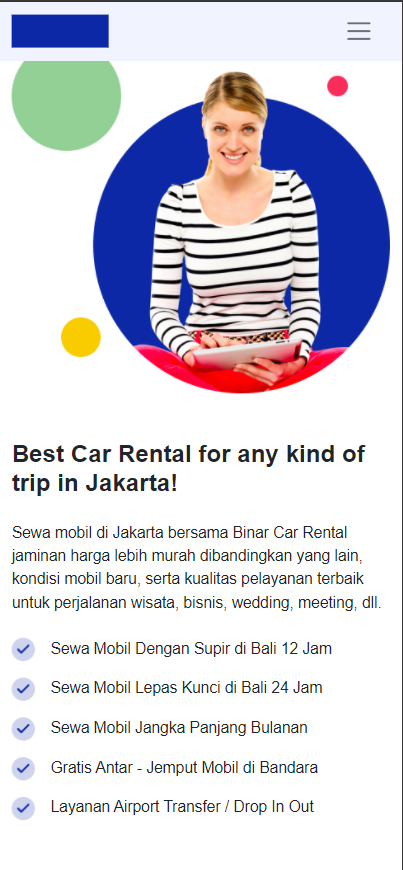 Best Car Rental for any kind of
trip in Jakarta!
Sewa mobil di Jakarta bersama Binar Car Rental
jaminan harga lebih murah dibandingkan yang lain,
kondisi mobil baru, serta kualitas pelayanan terbaik
untuk perjalanan wisata, bisnis, wedding, meeting, dll.
Sewa Mobil Dengan Supir di Bali 12 Jam
Sewa Mobil Lepas Kunci di Bali 24 Jam
Sewa Mobil Jangka Panjang Bulanan
Gratis Antar - Jemput Mobil di Bandara
Layanan Airport Transfer / Drop In Out